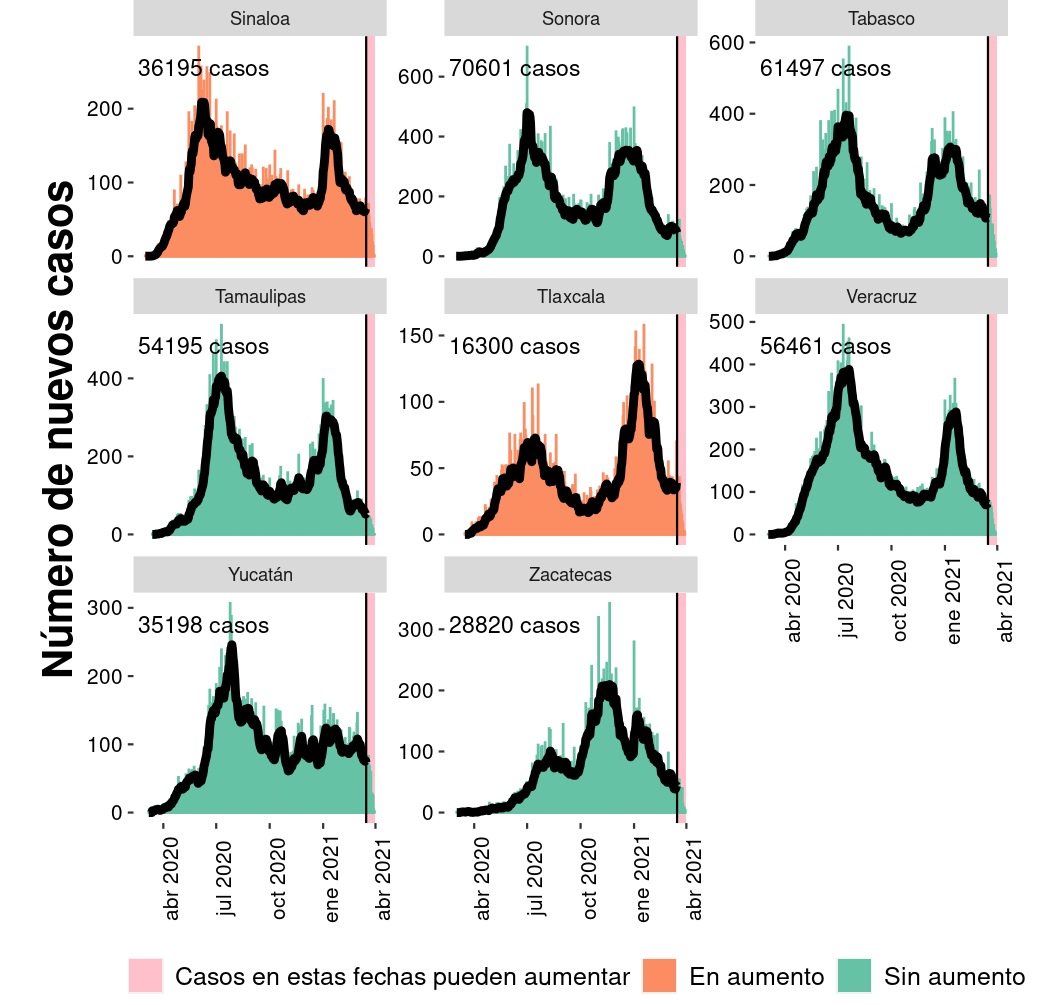 Número de nuevos casos
Sinaloa
36195 casos
200
100
0
Sonora
70601 casos
600
400
200
0
Tabasco
61497 casos
600
400
200
0
Tamaulipas
54195 casos
400
200
0
Tlaxcala
16300 casos
150
100
50
0
Veracruz
56461 casos
500
400
300
200
100
0
abr 2020
jul 2020
oct 2020
ene 2021
abr 2021
Yucatán
35198 casos
300
200
100
0
abr 2020
jul 2020
oct 2020
ene 2021
abr 2021
Zacatecas
28820 casos
300
200
100
0
abr 2020
jul 2020
oct 2020
ene 2021
abr 2021
Casos en estas fechas pueden aumentar
En aumento
Sin aumento